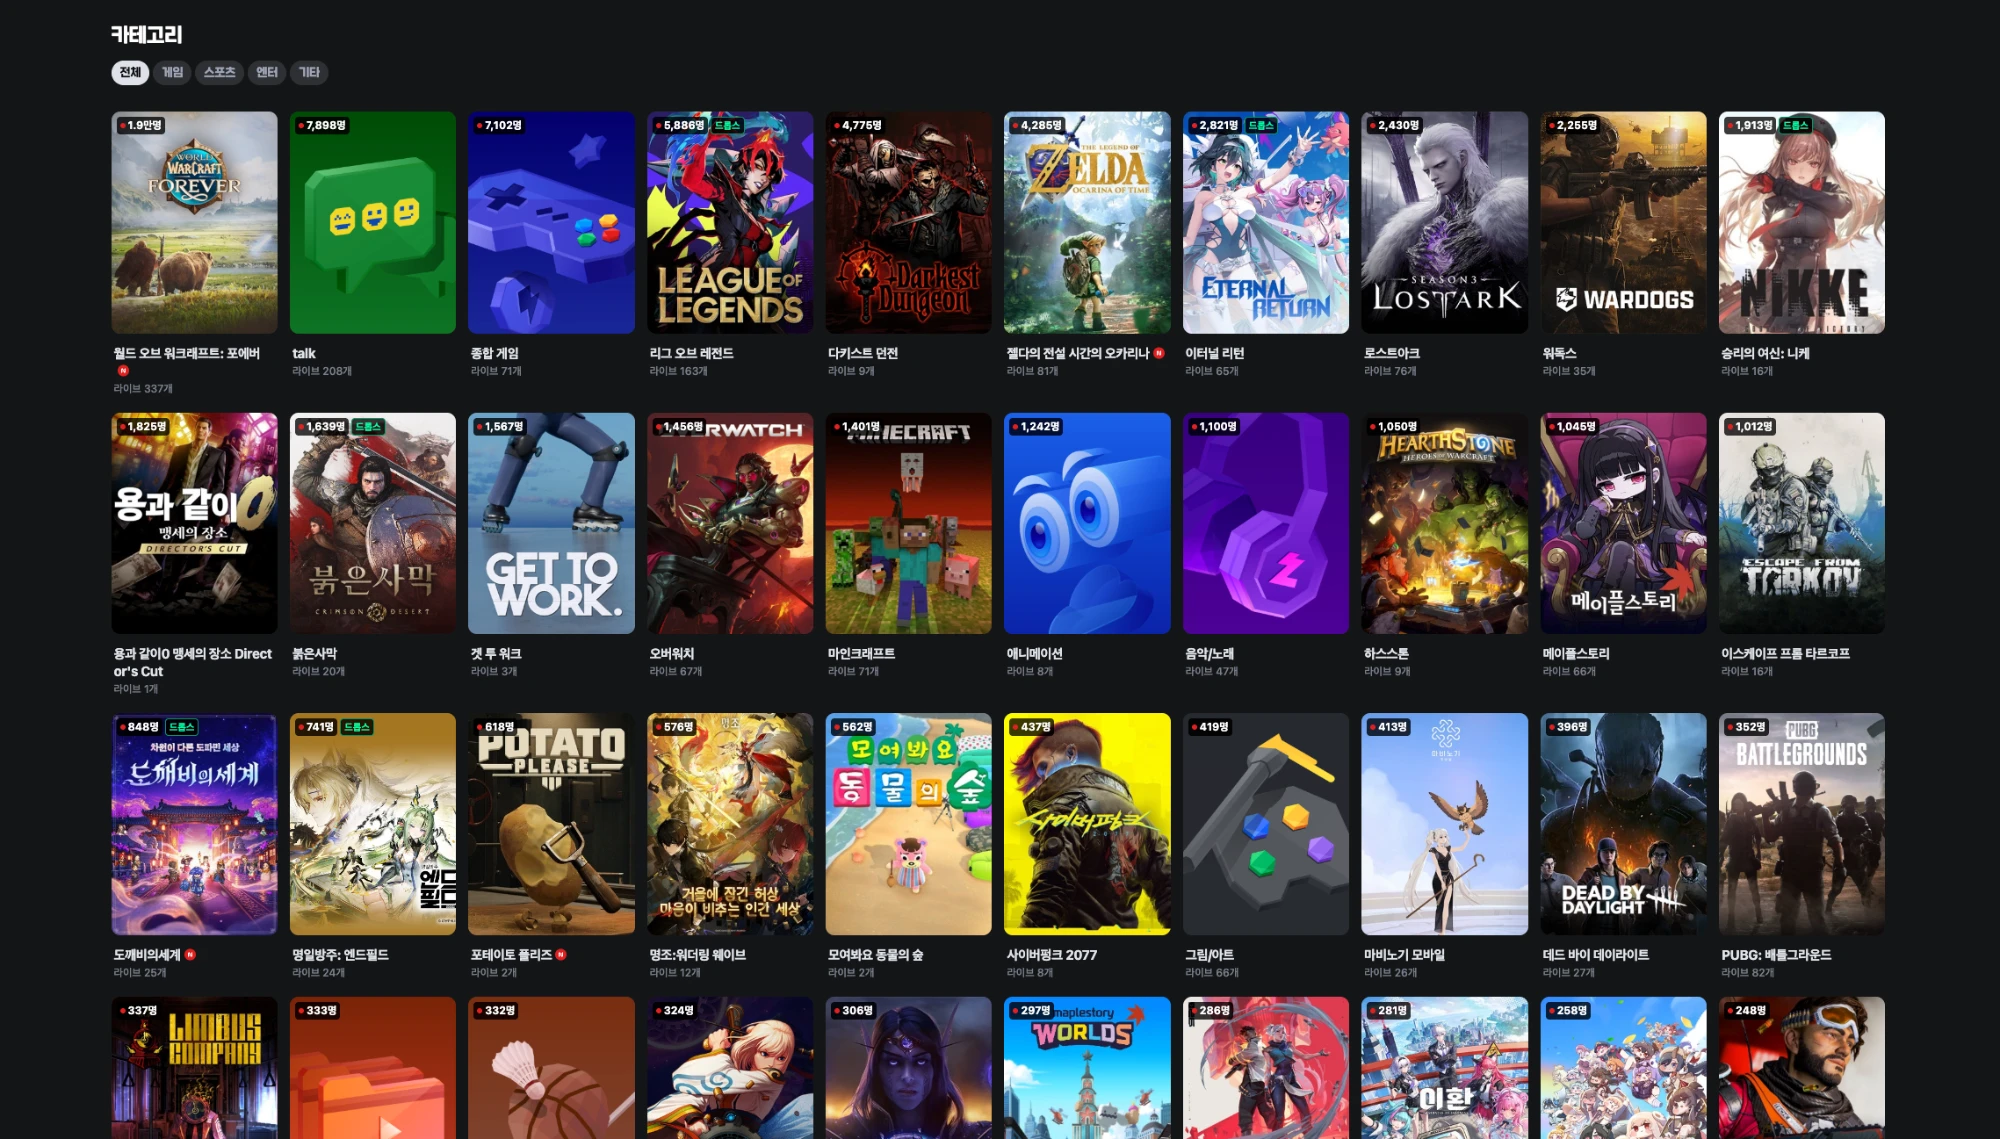 카테고리
전체 게임 스포츠 엔터 기타
1.9만명
WORLD
WARCRAFT
FOREVER
월드 오브 워크래프트: 포에버 N
라이브 337개
7,898명
talk
라이브 208개
7,102명
종합 게임
라이브 71개
5,886명 드롭스
LEAGUE OF
LEGENDS
리그 오브 레전드
라이브 163개
4,775명
Darkest
Dungeon
다키스트 던전
라이브 9개
4,285명
THE LEGEND OF
ZELDA
OCARINA OF TIME
젤다의 전설 시간의 오카리나 N
라이브 81개
2,821명 드롭스
ETERNAL
RETURN
이터널 리턴
라이브 65개
2,430명
SEASON3
LOST ARK
로스트아크
라이브 76개
2,255명
WARDOGS
워독스
라이브 35개
1,913명 드롭스
NIKKE
승리의 여신: 니케
라이브 16개
1,825명
용과 같이0
맹세의 장소
DIRECTOR'S CUT
용과 같이0 맹세의 장소 Direct
or's Cut
라이브 1개
1,639명 드롭스
붉은사막
CRIMSON DESERT
붉은사막
라이브 20개
1,567명
GET TO
WORK.
겟 투 워크
라이브 3개
1,456명
OVERWATCH
오버워치
라이브 67개
1,401명
MINECRAFT
마인크래프트
라이브 71개
1,242명
애니메이션
라이브 8개
1,100명
음악/노래
라이브 47개
1,050명
HEARTHSTONE
HEROES OF WARCRAFT
하스스톤
라이브 9개
1,045명
메이플스토리
메이플스토리
라이브 66개
1,012명
ESCAPE FROM
TARKOV
이스케이프 프롬 타르코프
라이브 16개
848명 드롭스
차원이 다른 도파민 세상
도깨비의세계
도깨비의세계 N
라이브 25개
741명 드롭스
명일방주: 엔드필드
라이브 24개
618명
POTATO
PLEASE
포테이토 플리즈 N
라이브 2개
576명
명조
거울에 잠긴 허상
마음이 비추는 인간 세상
명조:워더링 웨이브
라이브 12개
562명
모여봐요
동물의 숲
모여봐요 동물의 숲
라이브 2개
437명
사이버펑크
사이버펑크 2077
라이브 8개
419명
그림/아트
라이브 66개
413명
마비노기
마비노기 모바일
라이브 26개
396명
DEAD BY
DAYLIGHT
데드 바이 데이라이트
라이브 27개
352명
PUBG
BATTLEGROUNDS
PUBG: 배틀그라운드
라이브 82개
337명
LIMBUS
COMPANY
333명
332명
324명
306명
297명
maplestory
WORLDS
286명
281명
이환
258명
248명